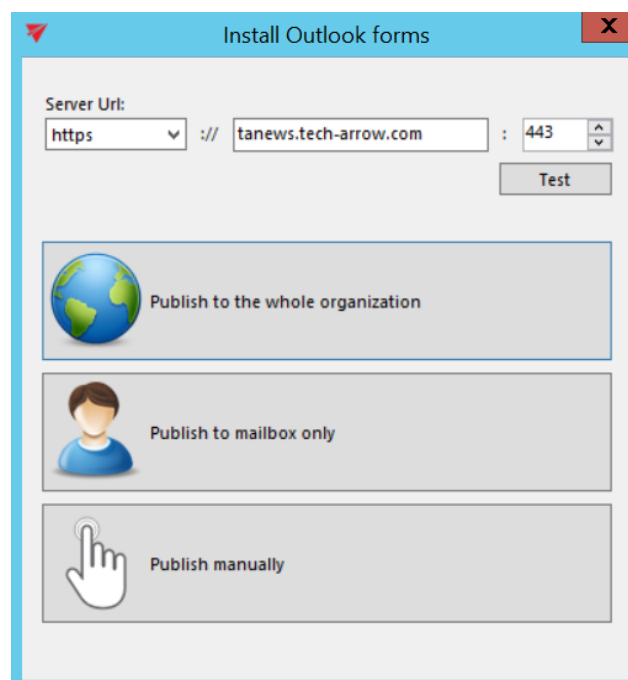 Install Outlook forms
X
Server Url:
https :// tanews.tech-arrow.com : 443
Test
Publish to the whole organization
Publish to mailbox only
Publish manually